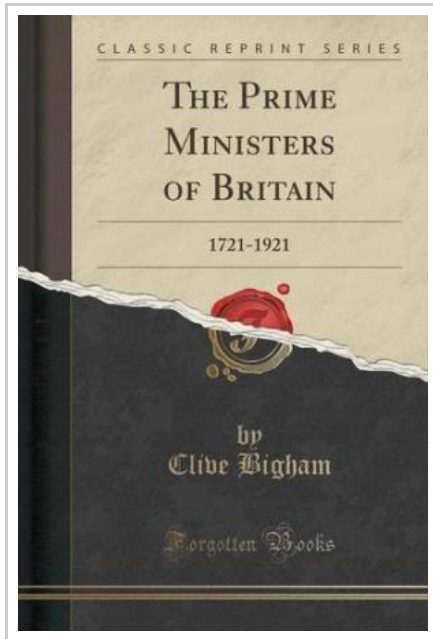 CLASSIC REPRINT SERIES
THE PRIME
MINISTERS
OF BRITAIN
1721-1921
by
Clive Bigham
Forgotten Books